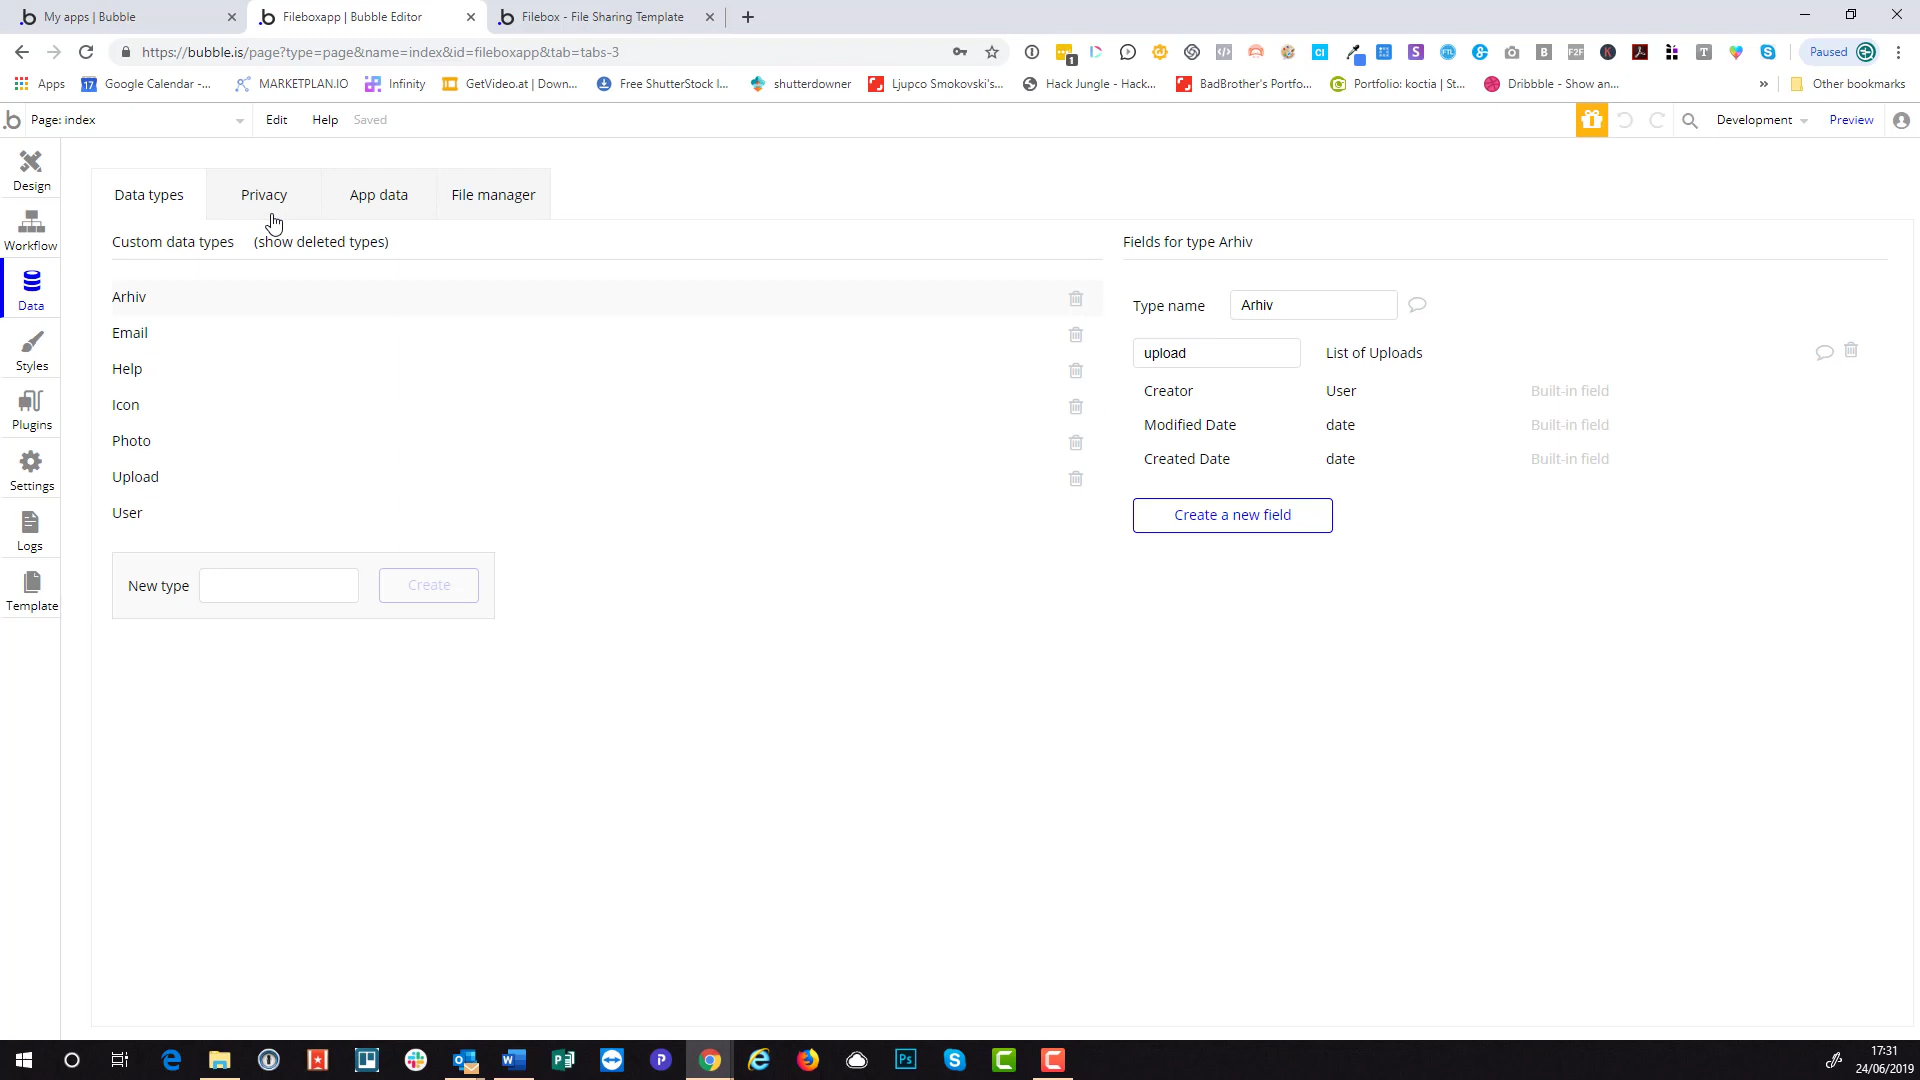 My apps | Bubble
Fileboxapp | Bubble Editor
Filebox - File Sharing Template
https://bubble.is/page?type=page&name=index&id=fileboxapp&tab=tabs-3
Paused
Apps
Google Calendar -...
MARKETPLAN.IO
Infinity
GetVideo.at | Down...
Free ShutterStock I...
shutterdowner
Ljupco Smokovski's...
Hack Jungle - Hack...
BadBrother's Portfo...
Portfolio: koctia | St...
Dribbble - Show an...
»
Other bookmarks
Page: index
Edit
Help
Saved
Development
Preview
Design
Workflow
Data
Styles
Plugins
Settings
Logs
Template
Data types
Privacy
App data
File manager
Custom data types (show deleted types)
Arhiv
Email
Help
Icon
Photo
Upload
User
New type
Create
Fields for type Arhiv
Type name Arhiv
upload List of Uploads
Creator User Built-in field
Modified Date date Built-in field
Created Date date Built-in field
Create a new field
17:31
24/06/2019